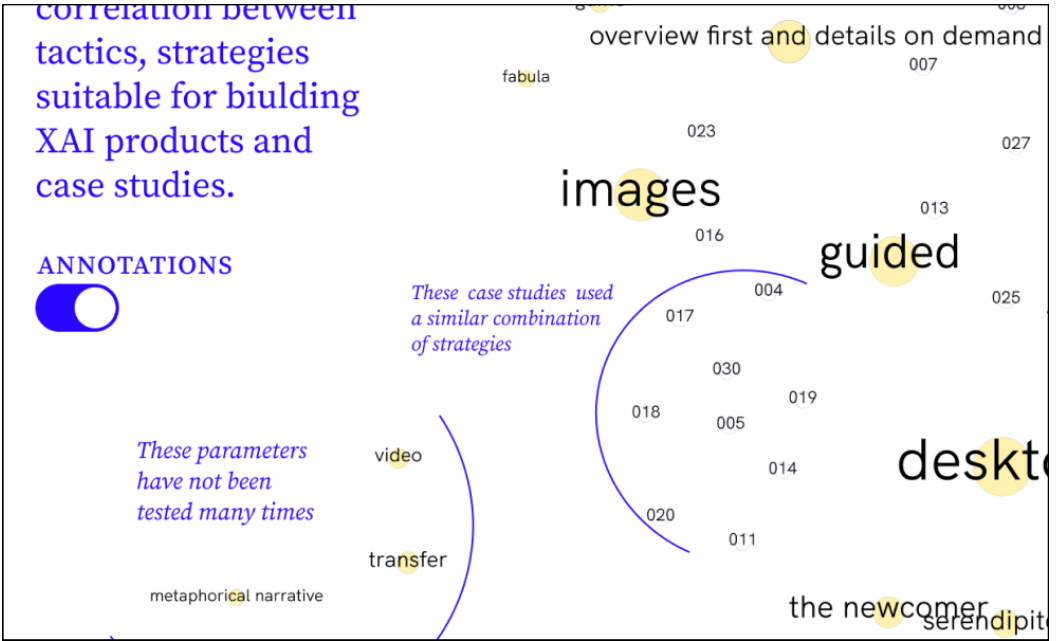 correlation between
tactics, strategies
suitable for biulding
XAI products and
case studies.
ANNOTATIONS
These case studies used
a similar combination
of strategies
These parameters
have not been
tested many times
overview first and details on demand
007
fabula
023
027
images
013
016
guided
004
025
017
030
019
018
005
video
deskto
014
020
011
transfer
metaphorical narrative
the newcomer
serendipit